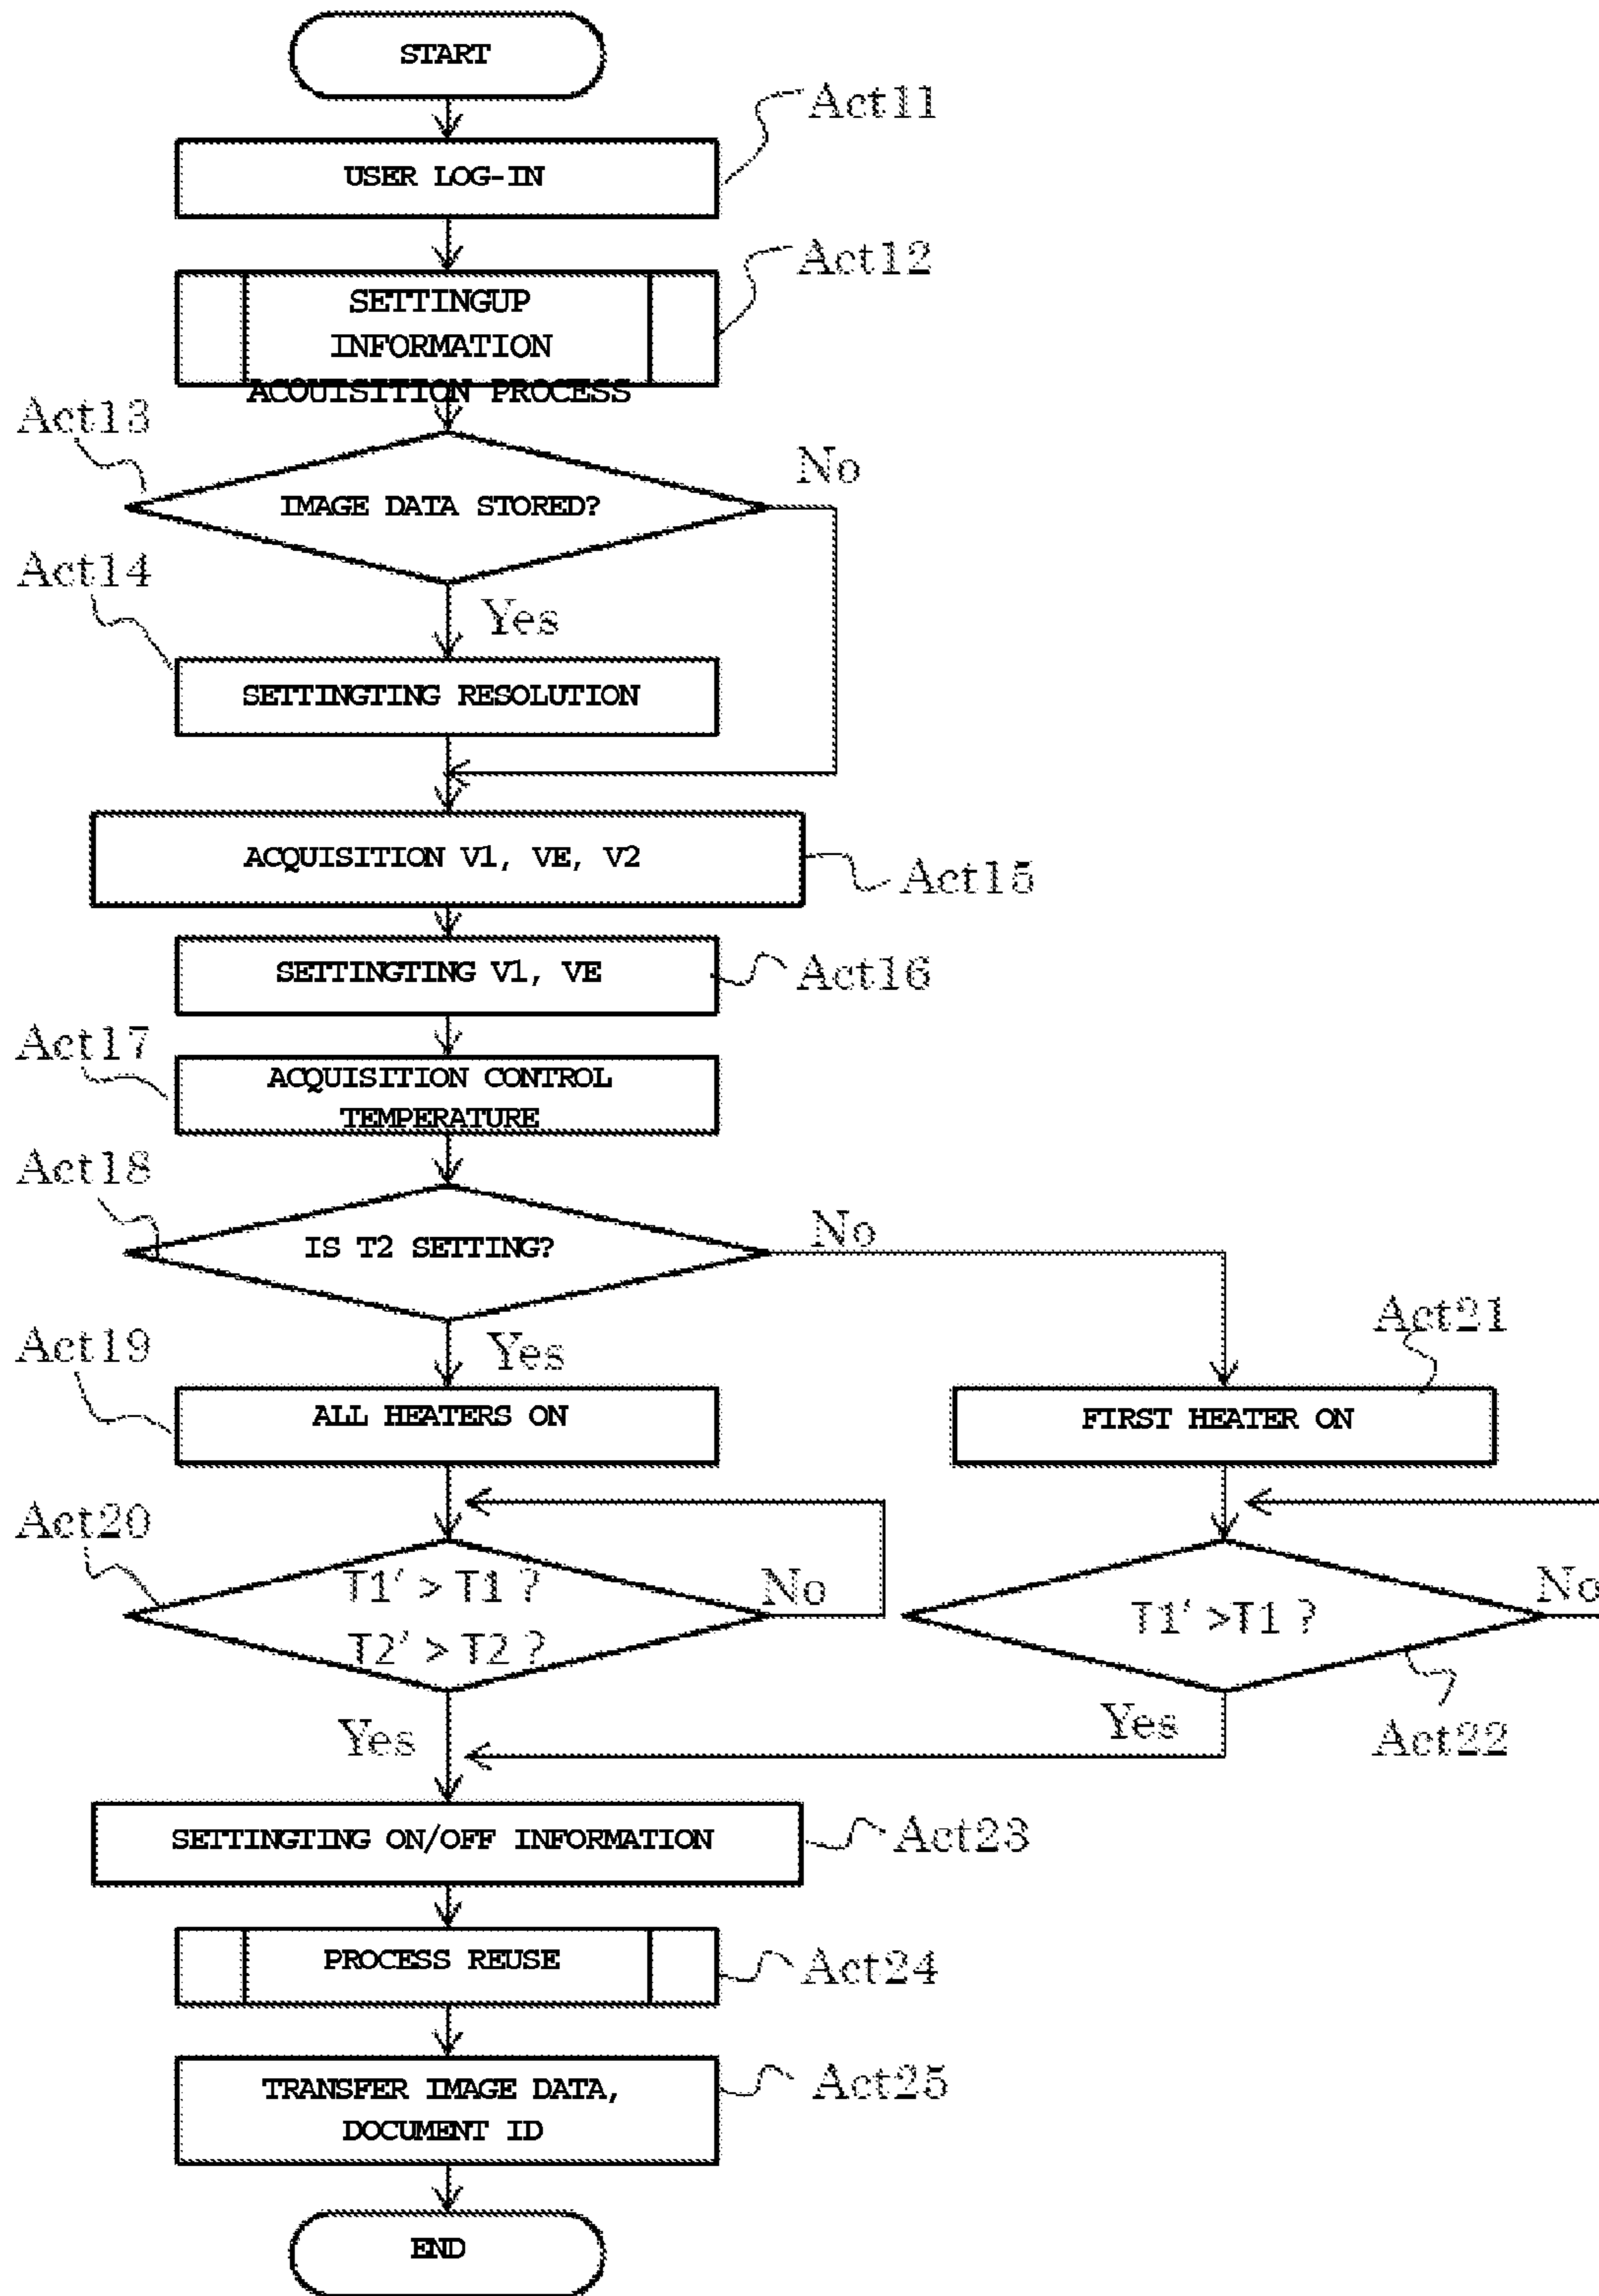 START
Act11
USER LOG-IN
Act12
SETTINGUP
INFORMATION
ACQUISITION PROCESS
Act13
No
IMAGE DATA STORED?
Act14
Yes
SETTINGTING RESOLUTION
ACQUISITION V1, VE, V2
Act15
SETTINGTING V1, VE
Act16
Act17
ACQUISITION CONTROL
TEMPERATURE
Act18
No
IS T2 SETTING?
Act19
Yes
Act21
ALL HEATERS ON
FIRST HEATER ON
Act20
T1' > T1 ?
T2' > T2 ?
No
T1' >T1 ?
No
Yes
Yes
Act22
SETTINGTING ON/OFF INFORMATION
Act23
PROCESS REUSE
Act24
TRANSFER IMAGE DATA,
DOCUMENT ID
Act25
END